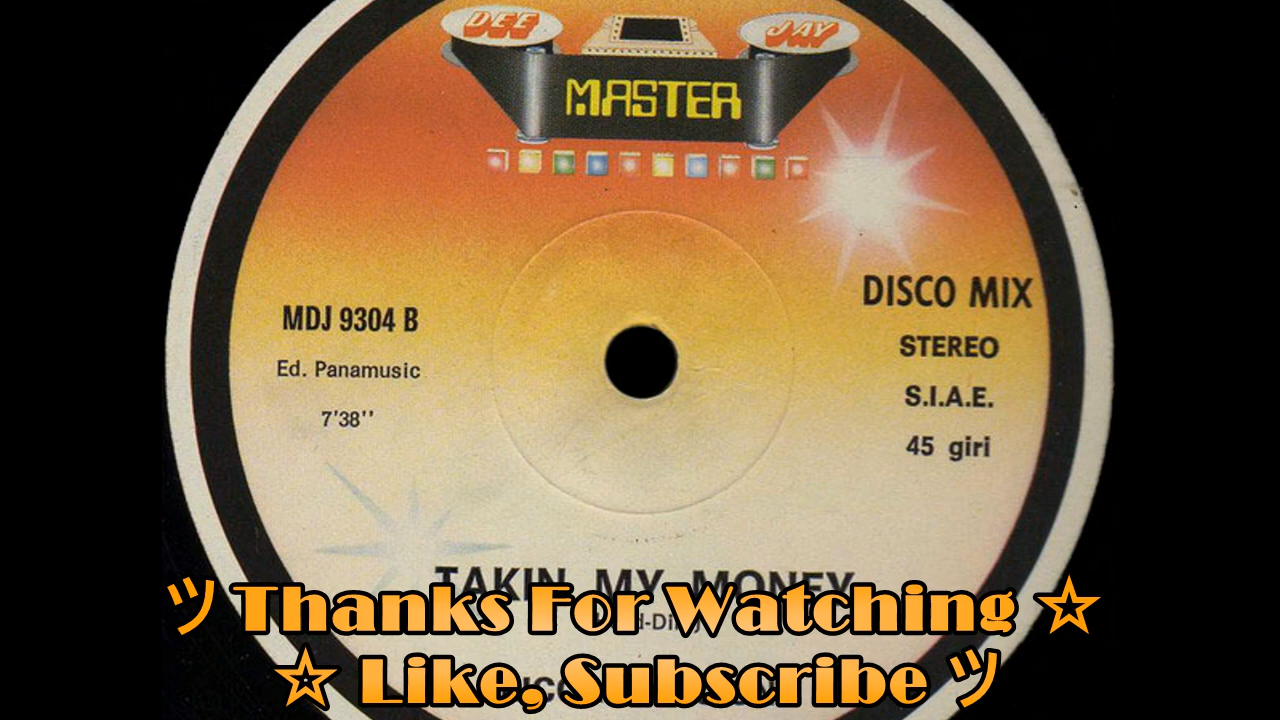 DEE JAY
MASTER
DISCO MIX
MDJ 9304 B
STEREO
Ed. Panamusic
S.I.A.E.
7'38''
45 giri
TAKIN MY MONEY
ツ Thanks For Watching ☆
☆ Like, Subscribe ツ